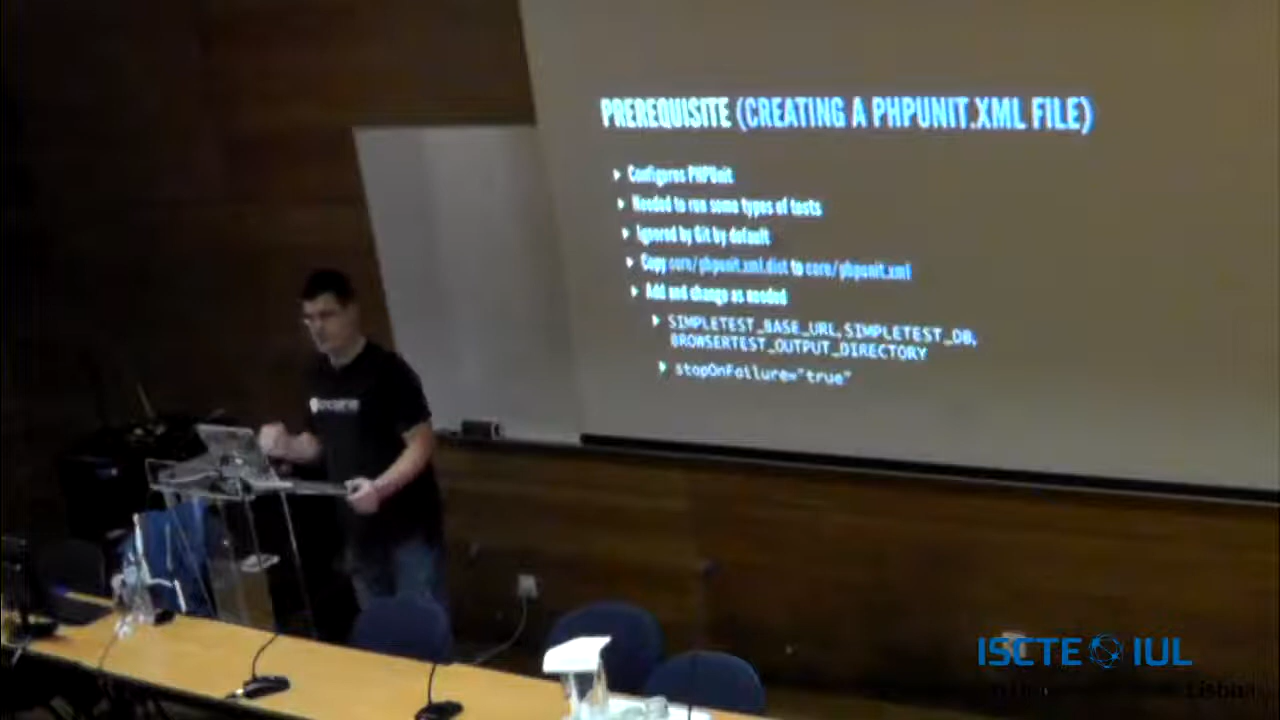 PREREQUISITE (CREATING A PHPUNIT.XML FILE)
Configures PHPUnit
Needed to run some types of tests
Ignored by Git by default
Copy core/phpunit.xml.dist to core/phpunit.xml
Add and change as needed
SIMPLETEST_BASE_URL, SIMPLETEST_DB,
BROWSERTEST_OUTPUT_DIRECTORY
stopOnFailure="true"
ISCTE IUL
Lisboa